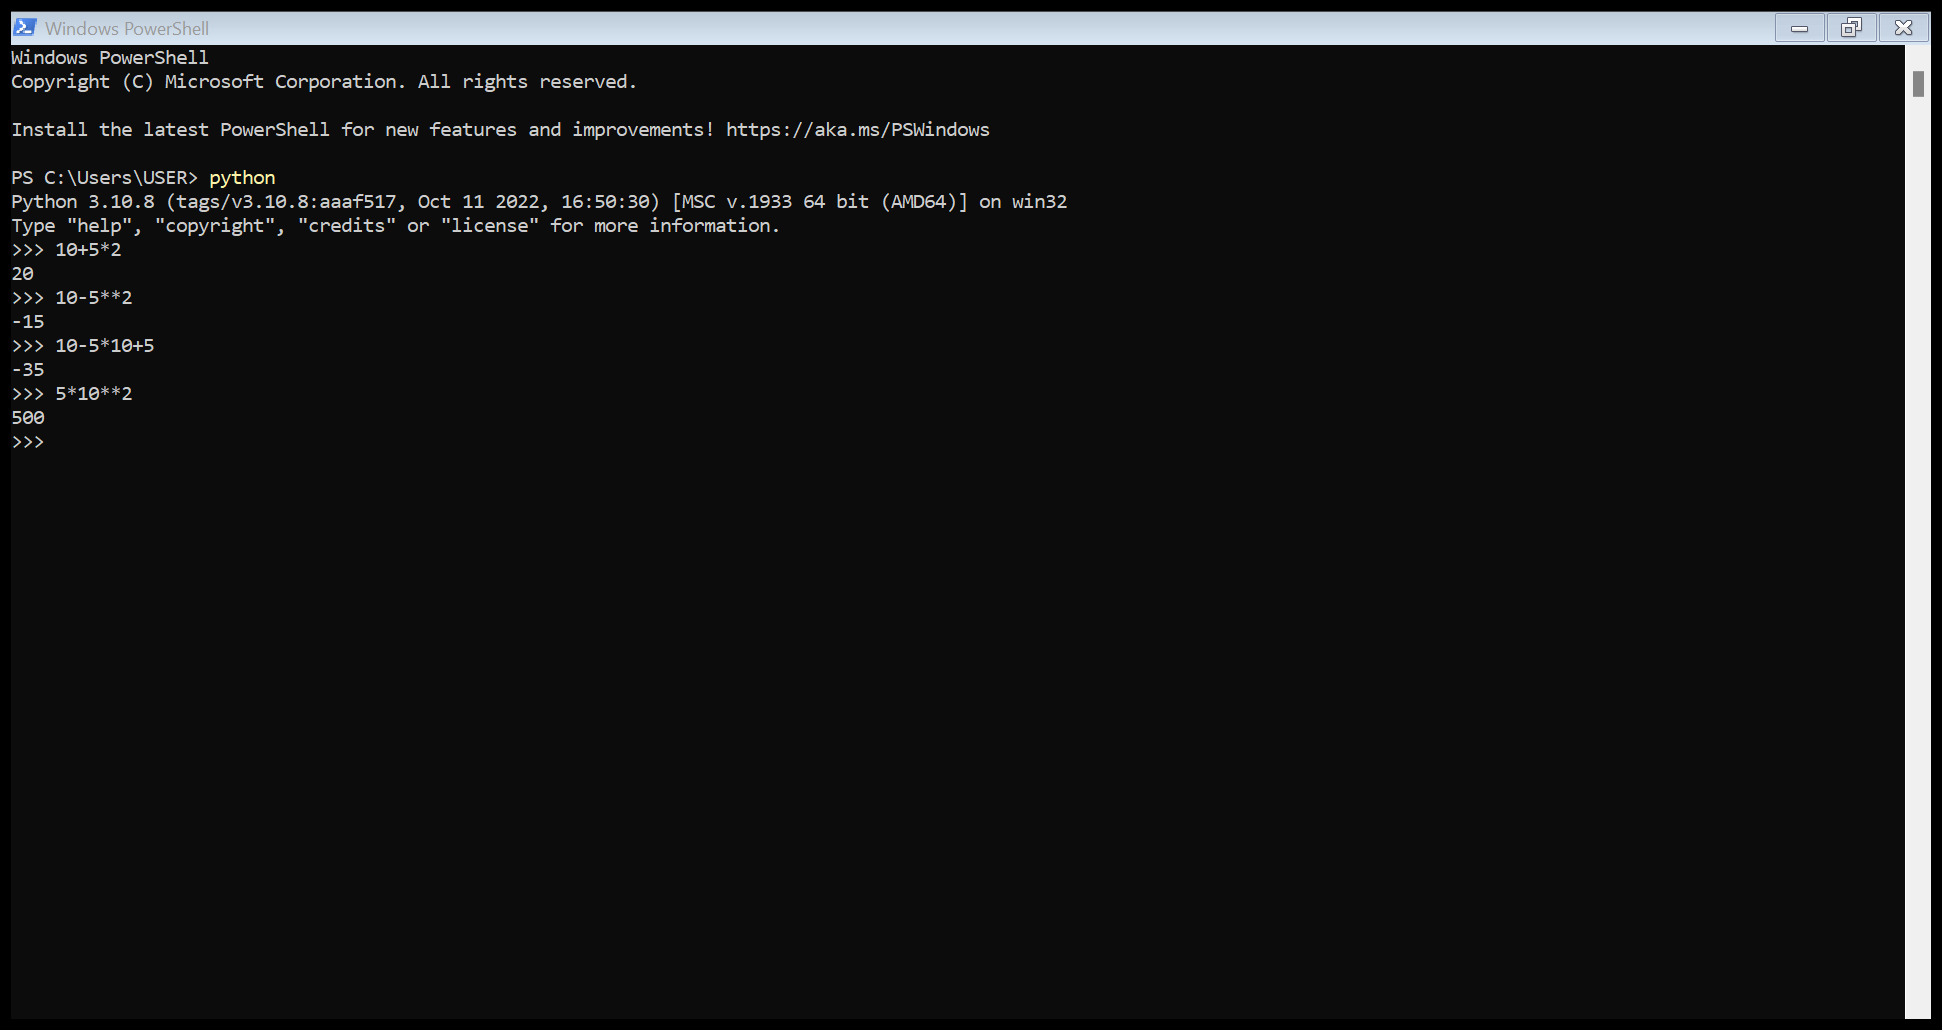 Windows PowerShell
Windows PowerShell
Copyright (C) Microsoft Corporation. All rights reserved.
Install the latest PowerShell for new features and improvements! https://aka.ms/PSWindows
PS C:\Users\USER> python
Python 3.10.8 (tags/v3.10.8:aaaf517, Oct 11 2022, 16:50:30) [MSC v.1933 64 bit (AMD64)] on win32
Type "help", "copyright", "credits" or "license" for more information.
>>> 10+5*2
20
>>> 10-5**2
-15
>>> 10-5*10+5
-35
>>> 5*10**2
500
>>>